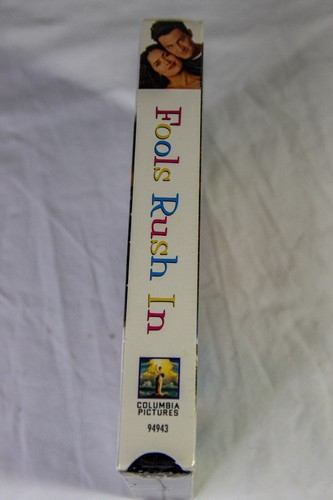 Fools Rush In
COLUMBIA
PICTURES
94943